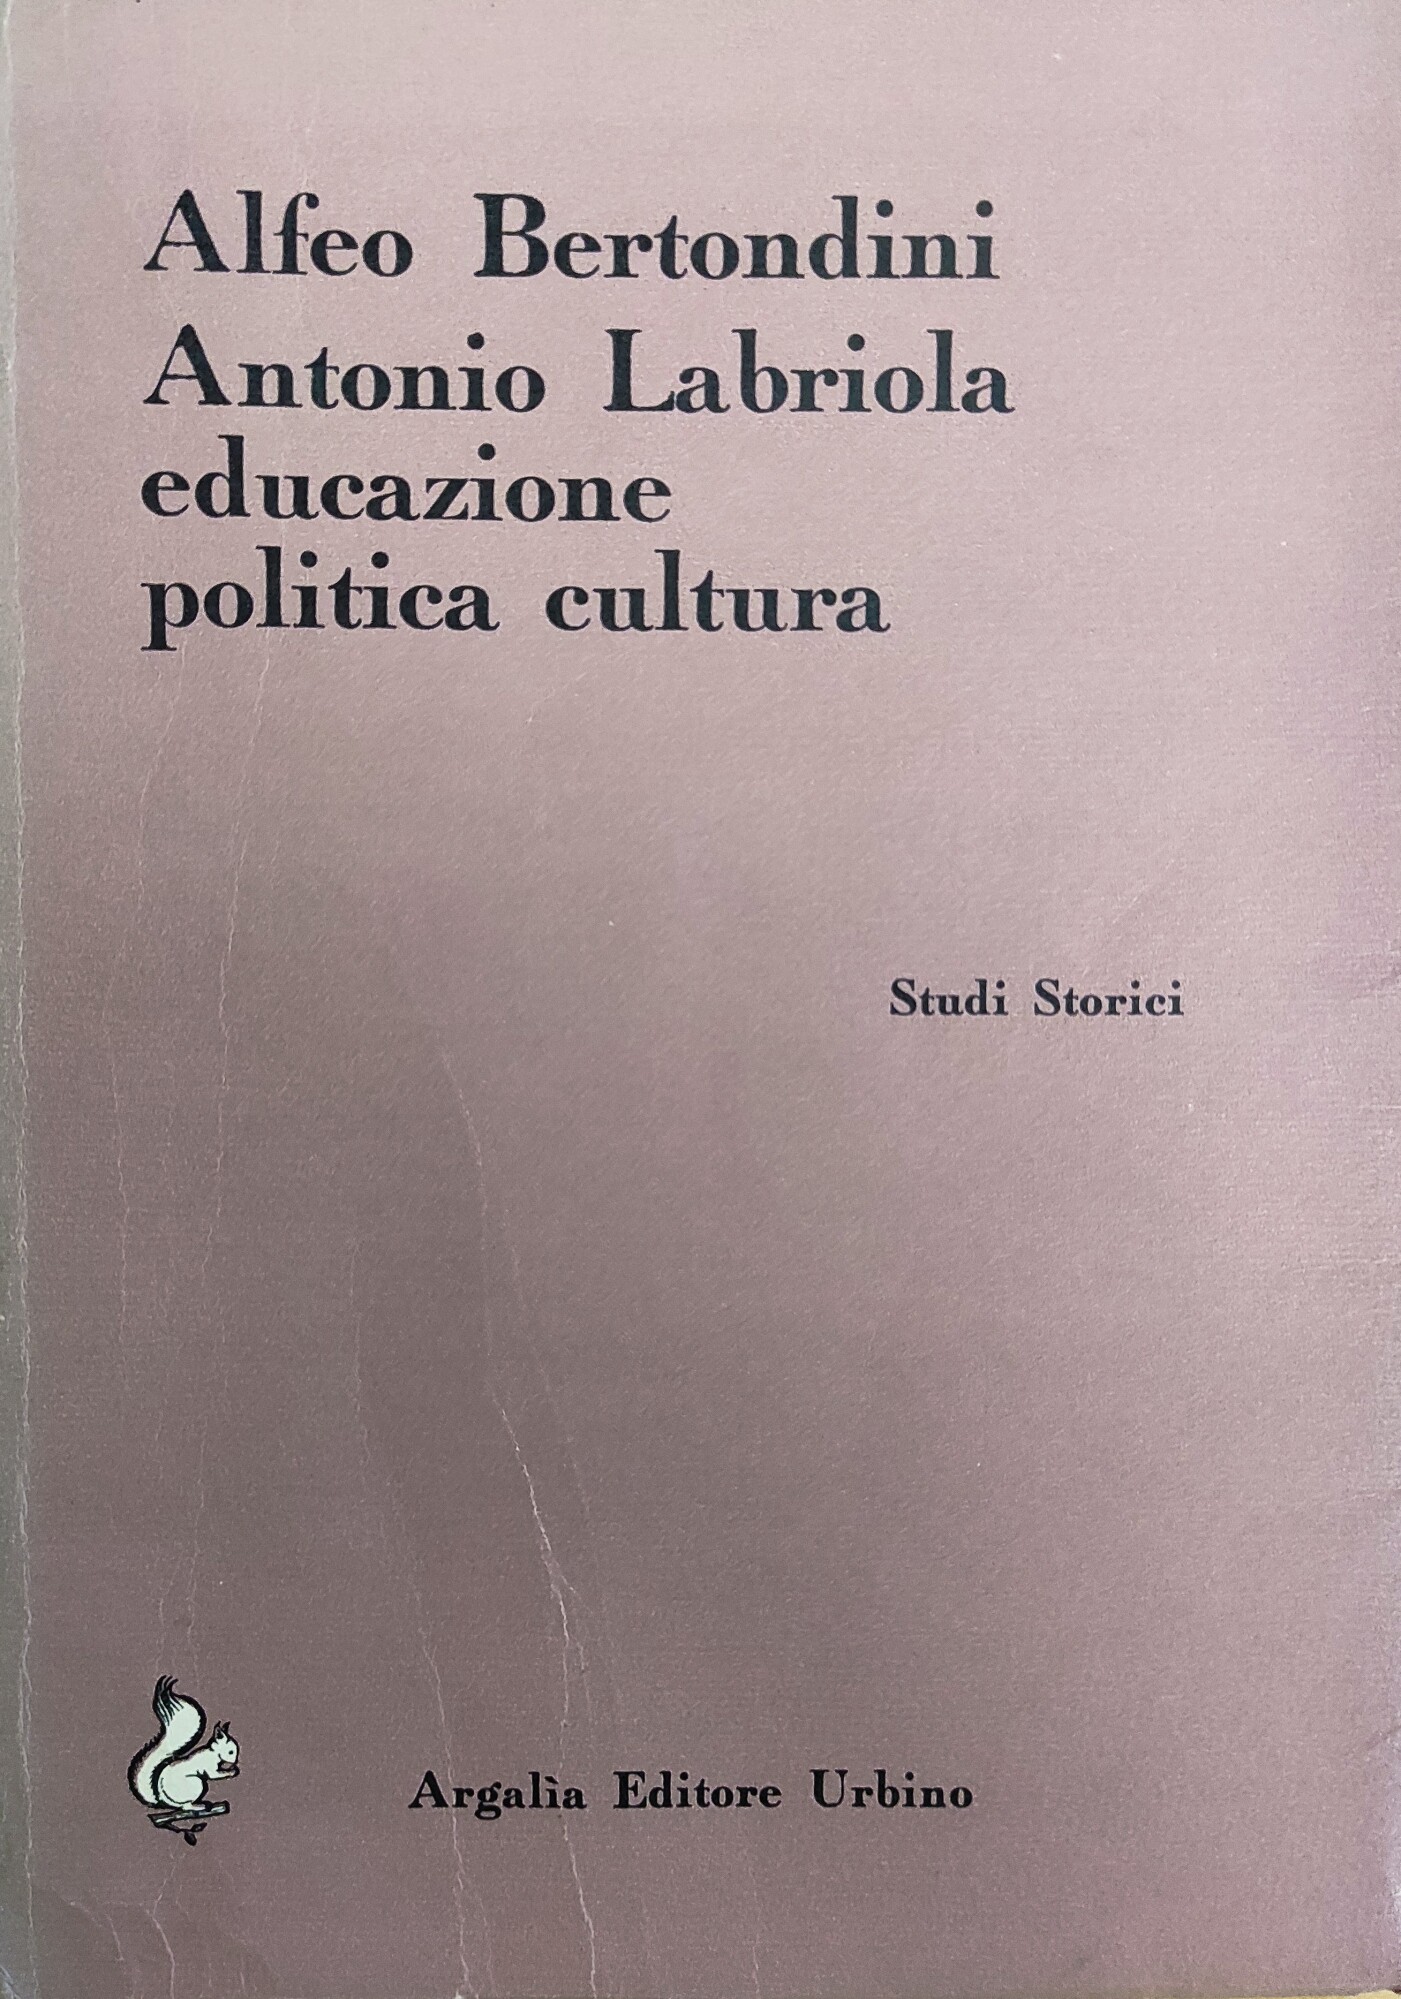 Alfeo Bertondini
Antonio Labriola
educazione
politica cultura
Studi Storici
Argalìa Editore Urbino